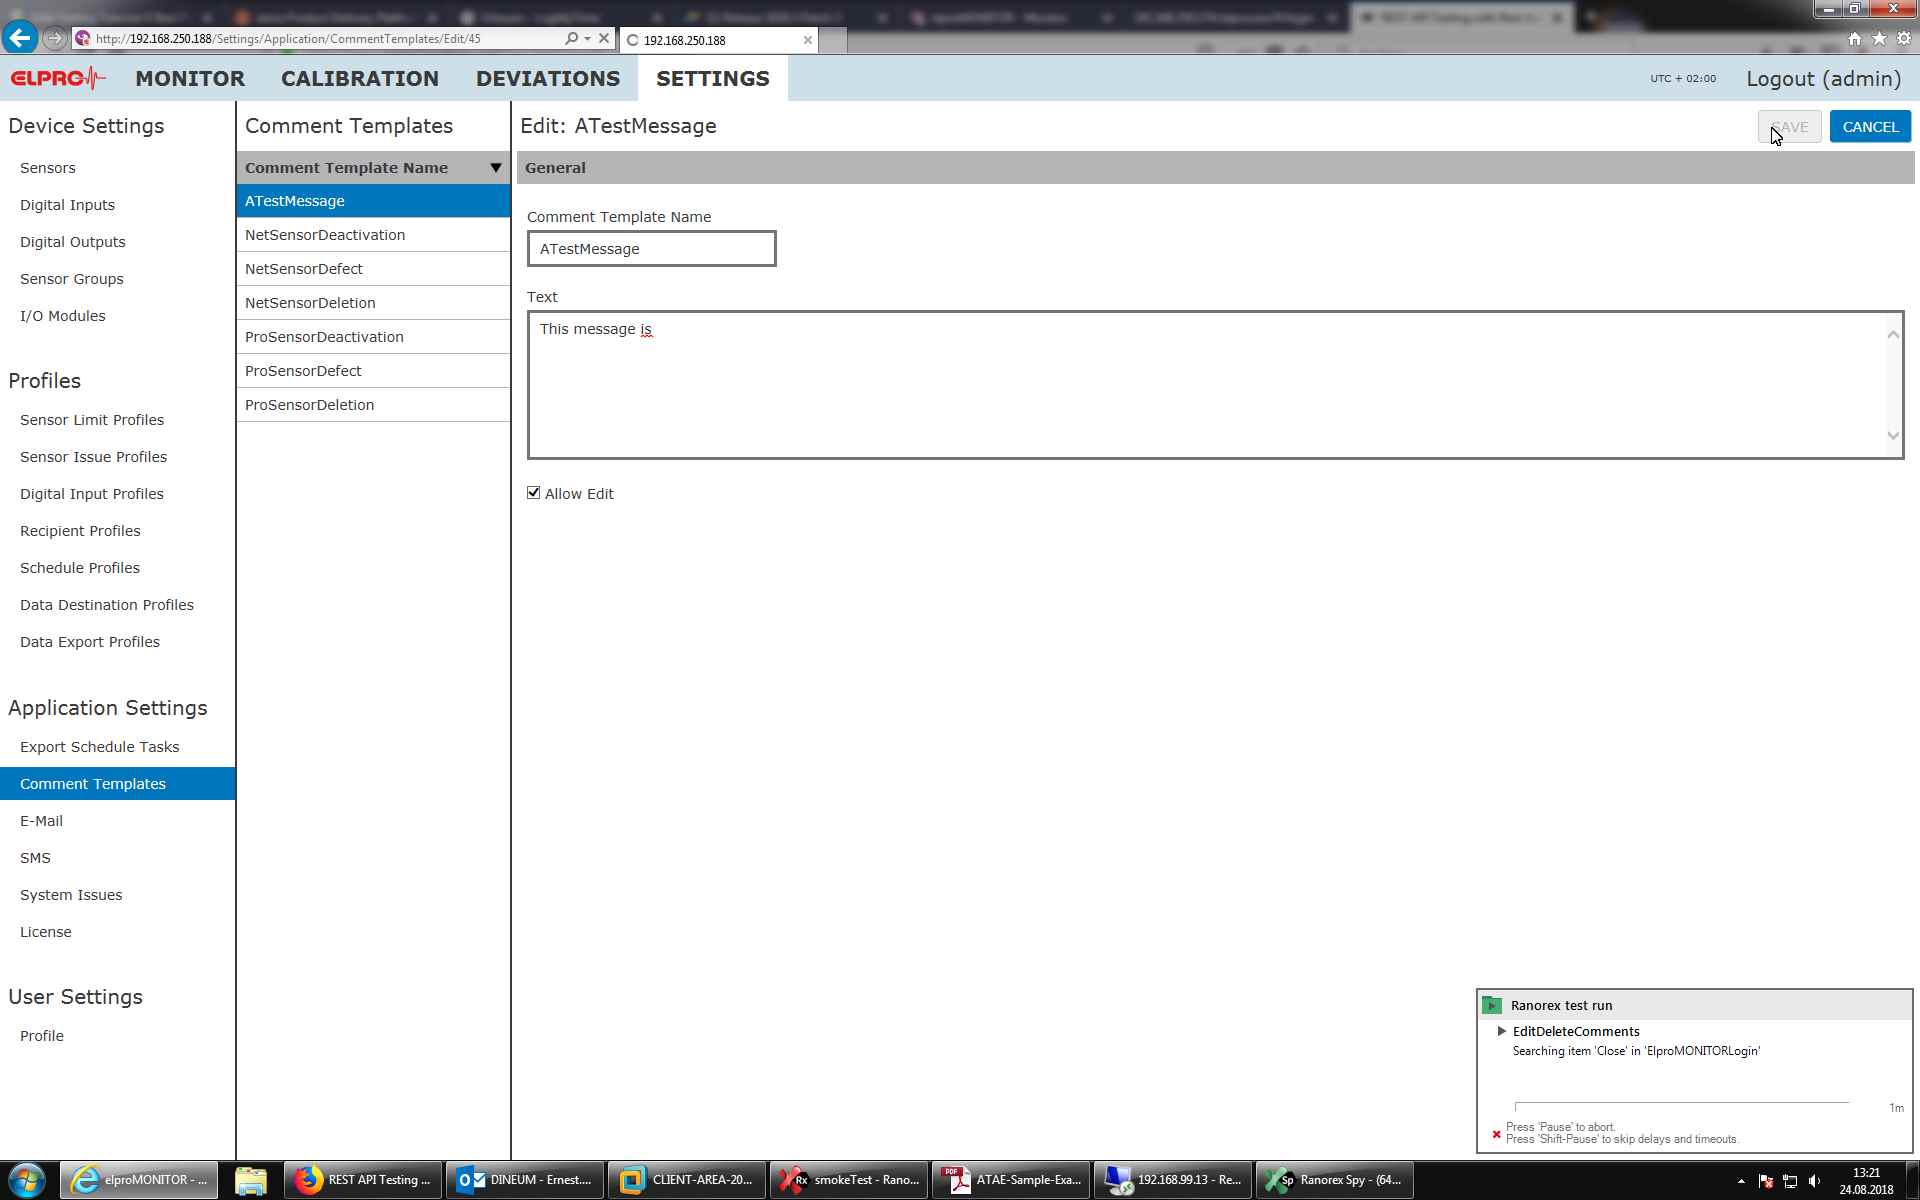 http://192.168.250.188/Settings/Application/CommentTemplates/Edit/45
192.168.250.188
ELPRO
MONITOR
CALIBRATION
DEVIATIONS
SETTINGS
UTC + 02:00
Logout (admin)
Device Settings
Sensors
Digital Inputs
Digital Outputs
Sensor Groups
I/O Modules
Profiles
Sensor Limit Profiles
Sensor Issue Profiles
Digital Input Profiles
Recipient Profiles
Schedule Profiles
Data Destination Profiles
Data Export Profiles
Application Settings
Export Schedule Tasks
Comment Templates
E-Mail
SMS
System Issues
License
User Settings
Profile
Comment Templates
Comment Template Name
ATestMessage
NetSensorDeactivation
NetSensorDefect
NetSensorDeletion
ProSensorDeactivation
ProSensorDefect
ProSensorDeletion
Edit: ATestMessage
SAVE
CANCEL
General
Comment Template Name
ATestMessage
Text
This message is
Allow Edit
Ranorex test run
EditDeleteComments
Searching item 'Close' in 'ElproMONITORLogin'
1m
Press 'Pause' to abort.
Press 'Shift-Pause' to skip delays and timeouts.
elproMONITOR - ...
REST API Testing ...
DINEUM - Ernest....
CLIENT-AREA-20...
smokeTest - Rano...
ATAE-Sample-Exa...
192.168.99.13 - Re...
Ranorex Spy - (64...
13:21
24.08.2018